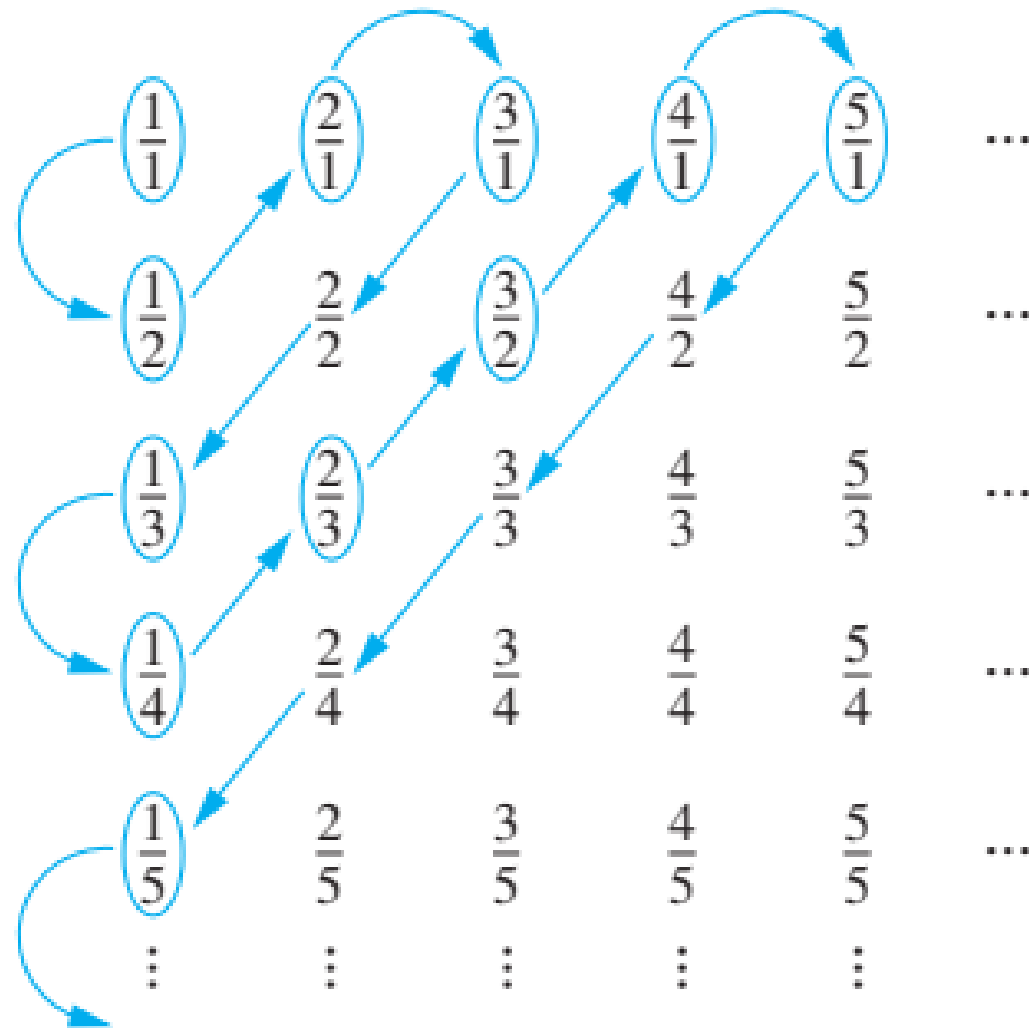 1/1 2/1 3/1 4/1 5/1 ...
1/2 2/2 3/2 4/2 5/2 ...
1/3 2/3 3/3 4/3 5/3 ...
1/4 2/4 3/4 4/4 5/4 ...
1/5 2/5 3/5 4/5 5/5 ...
⋮ ⋮ ⋮ ⋮ ⋮